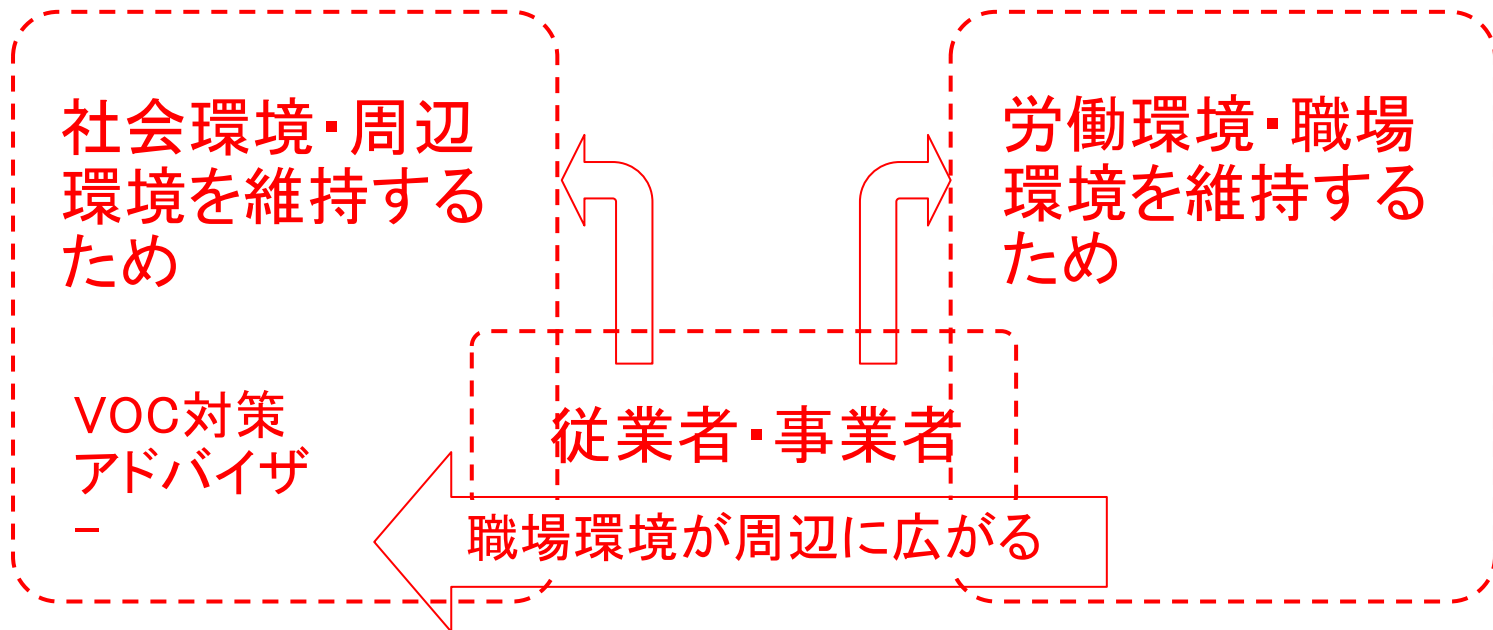 社会環境・周辺
環境を維持する
ため
VOC対策
アドバイザ
ー
労働環境・職場
環境を維持する
ため
従業者・事業者
職場環境が周辺に広がる